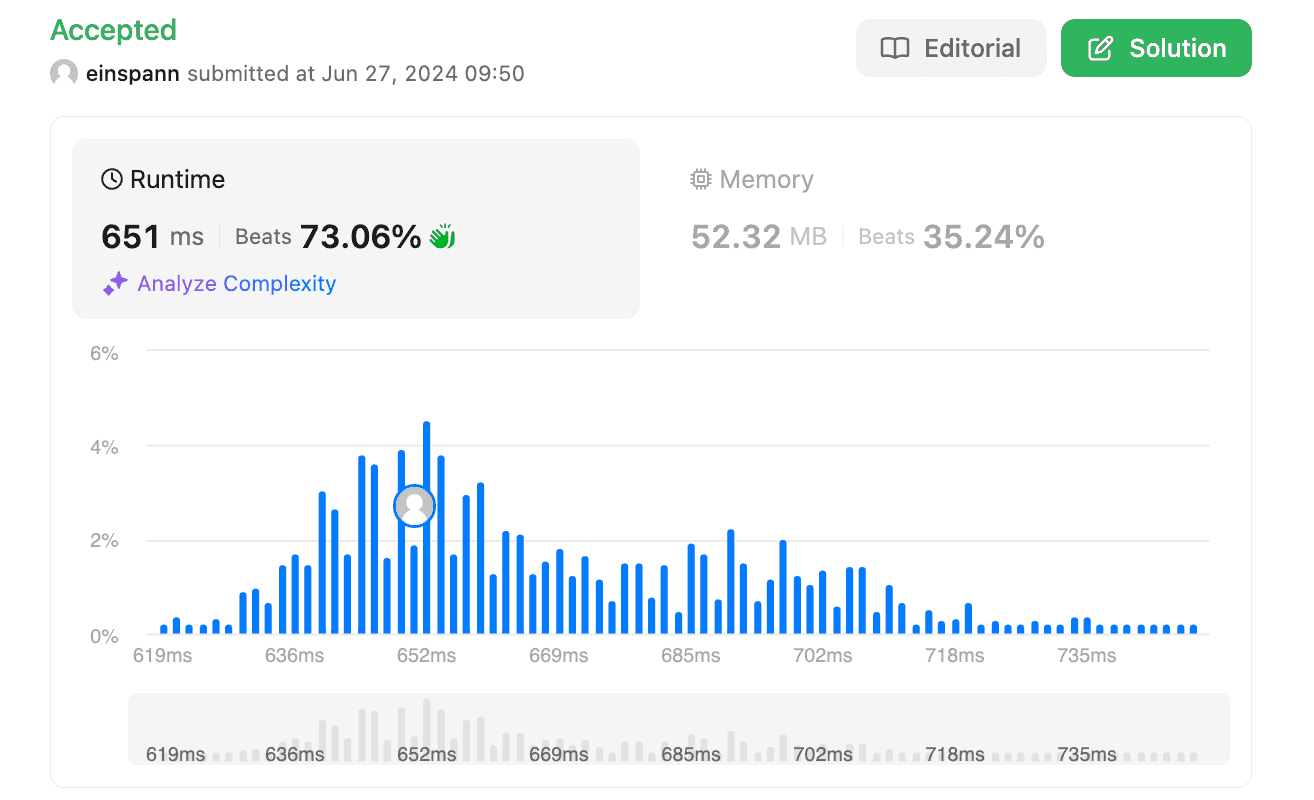 Accepted
Editorial
Solution
einspann submitted at Jun 27, 2024 09:50
Runtime
651 ms Beats 73.06%
Analyze Complexity
Memory
52.32 MB Beats 35.24%
6%
4%
2%
0%
619ms 636ms 652ms 669ms 685ms 702ms 718ms 735ms
619ms 636ms 652ms 669ms 685ms 702ms 718ms 735ms